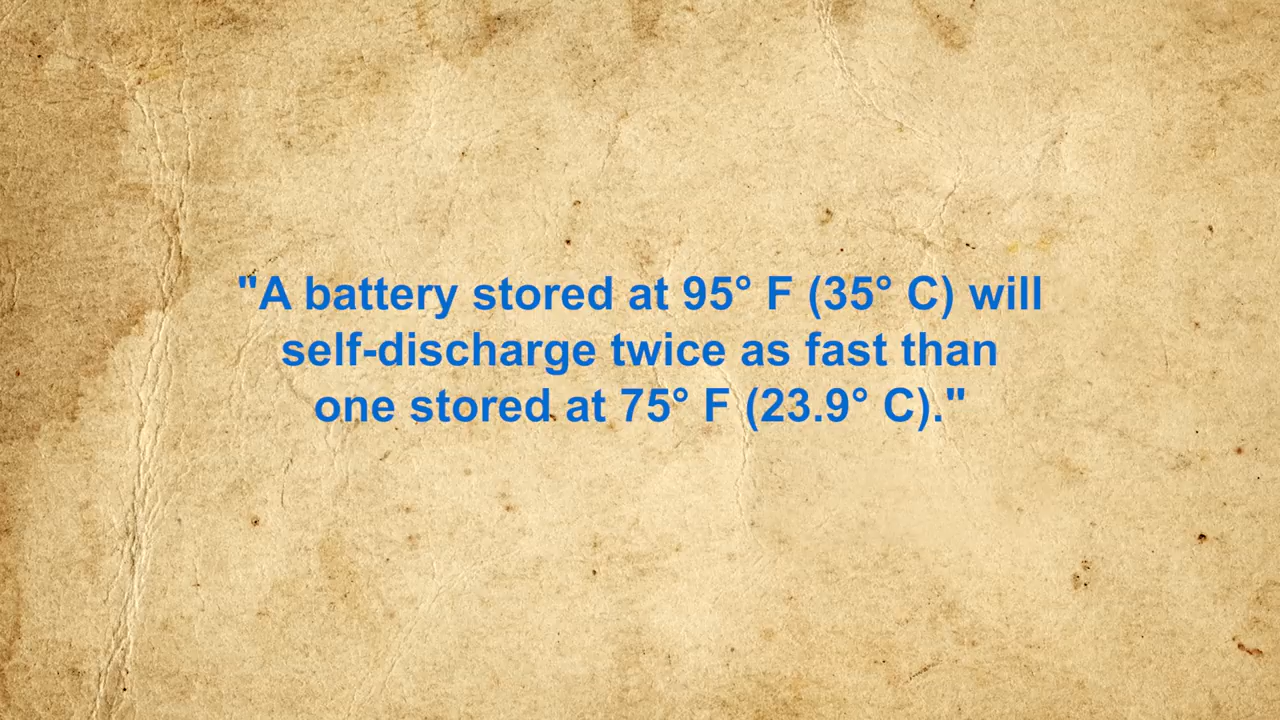 "A battery stored at 95° F (35° C) will
self-discharge twice as fast than
one stored at 75° F (23.9° C)."